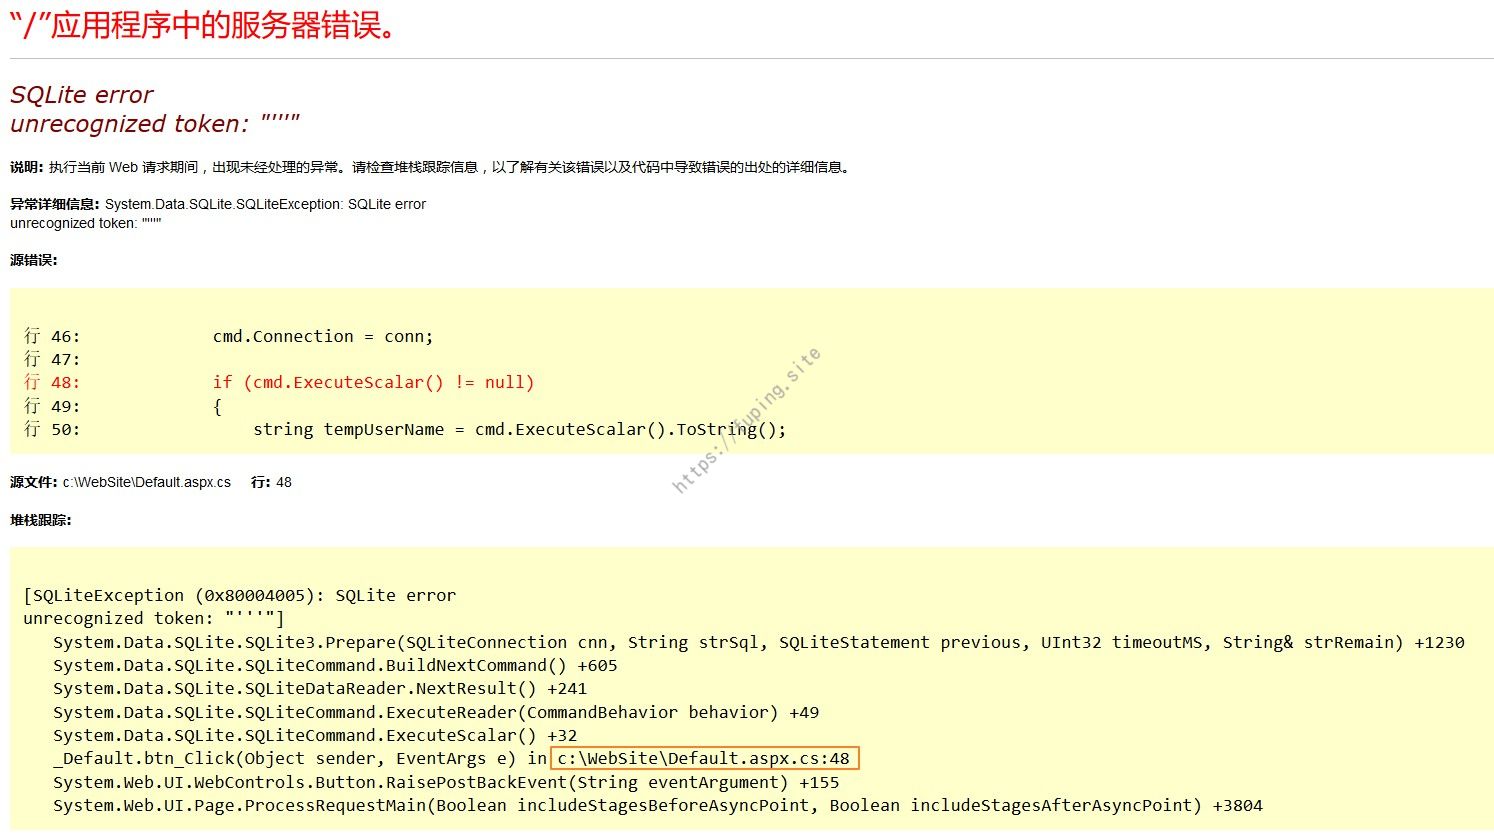 “/”应用程序中的服务器错误。
SQLite error
unrecognized token: "'''"
说明: 执行当前 Web 请求期间，出现未经处理的异常。请检查堆栈跟踪信息，以了解有关该错误以及代码中导致错误的出处的详细信息。
异常详细信息: System.Data.SQLite.SQLiteException: SQLite error
unrecognized token: "'''"
源错误:
行 46:             cmd.Connection = conn;
行 47:
行 48:             if (cmd.ExecuteScalar() != null)
行 49:             {
行 50:                 string tempUserName = cmd.ExecuteScalar().ToString();
https://fuping.site
源文件: c:\WebSite\Default.aspx.cs    行: 48
堆栈跟踪:
[SQLiteException (0x80004005): SQLite error
unrecognized token: "'''"]
   System.Data.SQLite.SQLite3.Prepare(SQLiteConnection cnn, String strSql, SQLiteStatement previous, UInt32 timeoutMS, String& strRemain) +1230
   System.Data.SQLite.SQLiteCommand.BuildNextCommand() +605
   System.Data.SQLite.SQLiteDataReader.NextResult() +241
   System.Data.SQLite.SQLiteCommand.ExecuteReader(CommandBehavior behavior) +49
   System.Data.SQLite.SQLiteCommand.ExecuteScalar() +32
   _Default.btn_Click(Object sender, EventArgs e) in c:\WebSite\Default.aspx.cs:48
   System.Web.UI.WebControls.Button.RaisePostBackEvent(String eventArgument) +155
   System.Web.UI.Page.ProcessRequestMain(Boolean includeStagesBeforeAsyncPoint, Boolean includeStagesAfterAsyncPoint) +3804